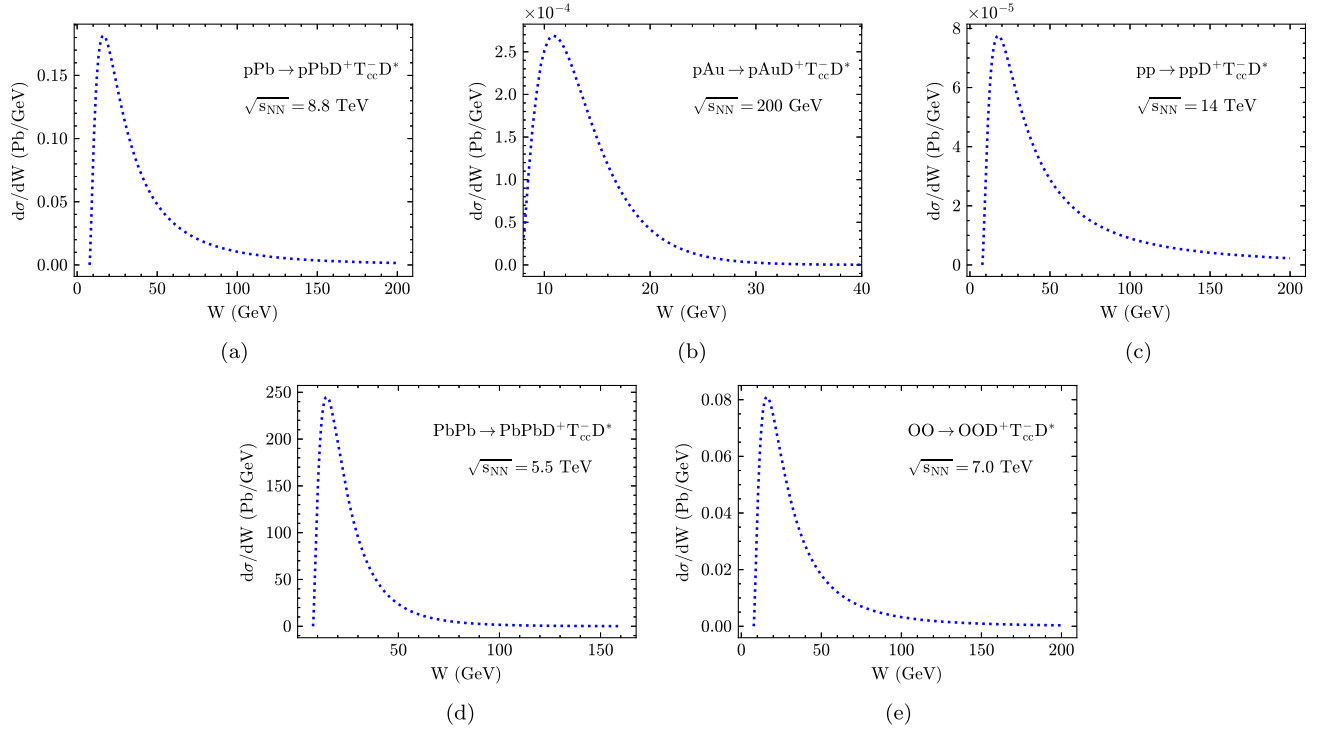 pPb → pPbD⁺T⁻ccD*
√sNN = 8.8 TeV
dσ/dW (Pb/GeV)
0.15
0.10
0.05
0.00
0 50 100 150 200
W (GeV)
(a)
×10⁻⁴
pAu → pAuD⁺T⁻ccD*
√sNN = 200 GeV
dσ/dW (Pb/GeV)
2.5
2.0
1.5
1.0
0.5
0.0
10 20 30 40
W (GeV)
(b)
×10⁻⁵
pp → ppD⁺T⁻ccD*
√sNN = 14 TeV
dσ/dW (Pb/GeV)
8
6
4
2
0
0 50 100 150 200
W (GeV)
(c)
PbPb → PbPbD⁺T⁻ccD*
√sNN = 5.5 TeV
dσ/dW (Pb/GeV)
250
200
150
100
50
0
50 100 150
W (GeV)
(d)
OO → OOD⁺T⁻ccD*
√sNN = 7.0 TeV
dσ/dW (Pb/GeV)
0.08
0.06
0.04
0.02
0.00
0 50 100 150 200
W (GeV)
(e)